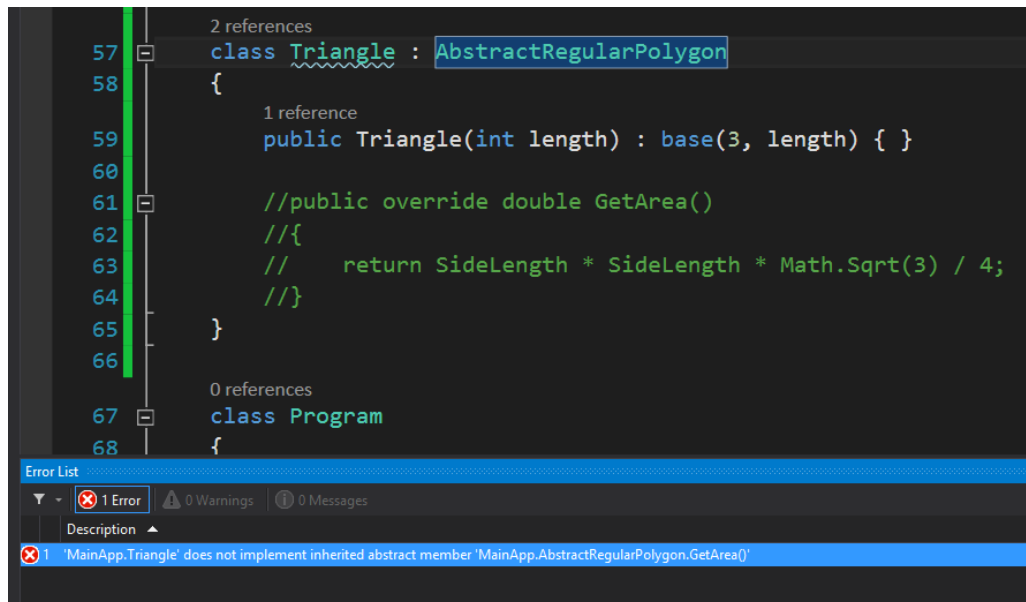 2 references
57 class Triangle : AbstractRegularPolygon
58 {
1 reference
59 public Triangle(int length) : base(3, length) { }
60
61 //public override double GetArea()
62 //{
63 //    return SideLength * SideLength * Math.Sqrt(3) / 4;
64 //}
65 }
66
0 references
67 class Program
68 {
Error List
1 Error 0 Warnings 0 Messages
Description
1 'MainApp.Triangle' does not implement inherited abstract member 'MainApp.AbstractRegularPolygon.GetArea()'